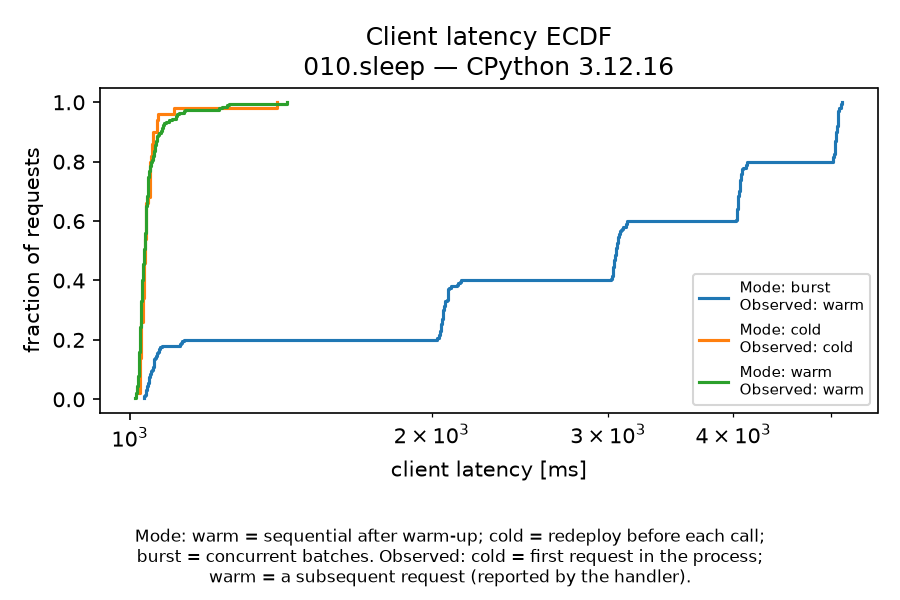 Client latency ECDF
010.sleep — CPython 3.12.16
fraction of requests
1.0
0.8
0.6
0.4
0.2
0.0
10³
2 × 10³
3 × 10³
4 × 10³
client latency [ms]
Mode: burst
Observed: warm
Mode: cold
Observed: cold
Mode: warm
Observed: warm
Mode: warm = sequential after warm-up; cold = redeploy before each call;
burst = concurrent batches. Observed: cold = first request in the process;
warm = a subsequent request (reported by the handler).